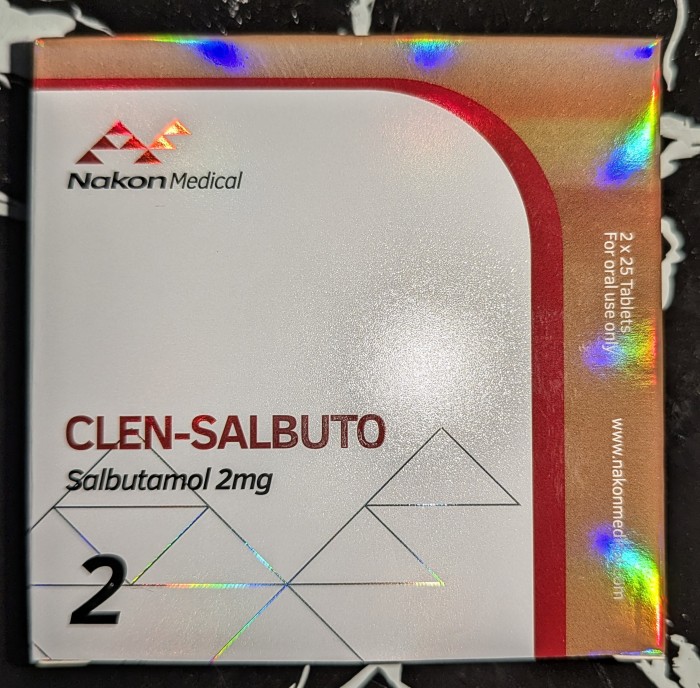 Nakon Medical
CLEN-SALBUTO
Salbutamol 2mg
2
2 x 25 Tablets
For oral use only